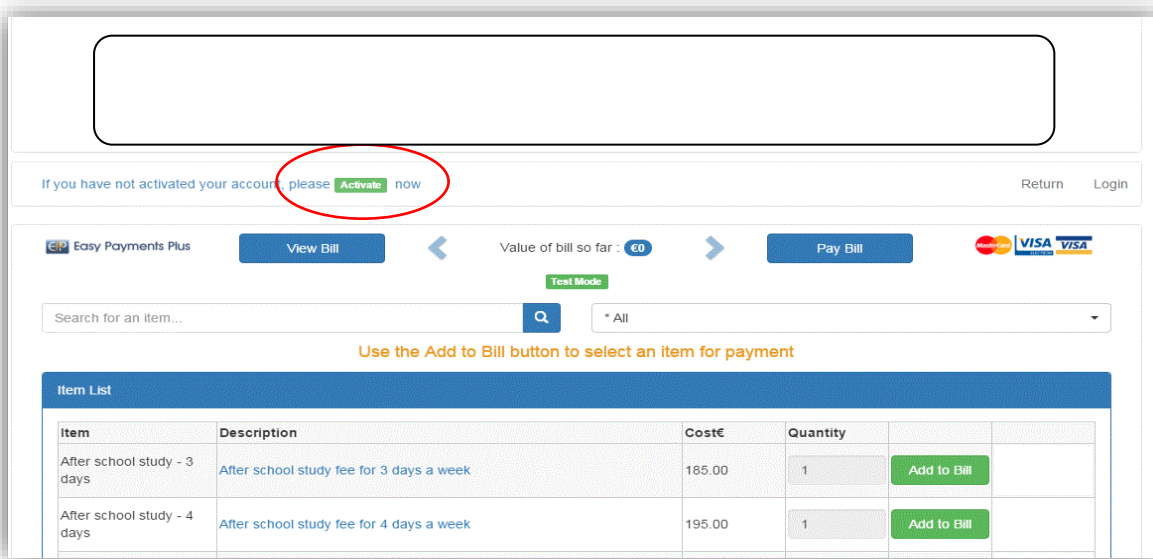 If you have not activated your account, please Activate now
Return Login
EIP Easy Payments Plus
View Bill
Value of bill so far : €0
Pay Bill
MasterCard VISA ELECTRON VISA
Test Mode
Search for an item...
* All
Use the Add to Bill button to select an item for payment
Item List
Item Description Cost€ Quantity
After school study - 3 days After school study fee for 3 days a week 185.00 1 Add to Bill
After school study - 4 days After school study fee for 4 days a week 195.00 1 Add to Bill